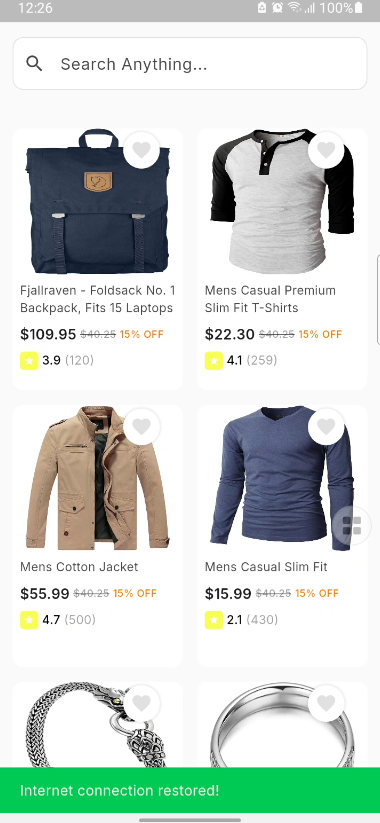 12:26
100%
Search Anything...
Fjallraven - Foldsack No. 1
Backpack, Fits 15 Laptops
$109.95 $40.25 15% OFF
3.9 (120)
Mens Casual Premium
Slim Fit T-Shirts
$22.30 $40.25 15% OFF
4.1 (259)
Mens Cotton Jacket
$55.99 $40.25 15% OFF
4.7 (500)
Mens Casual Slim Fit
$15.99 $40.25 15% OFF
2.1 (430)
Internet connection restored!